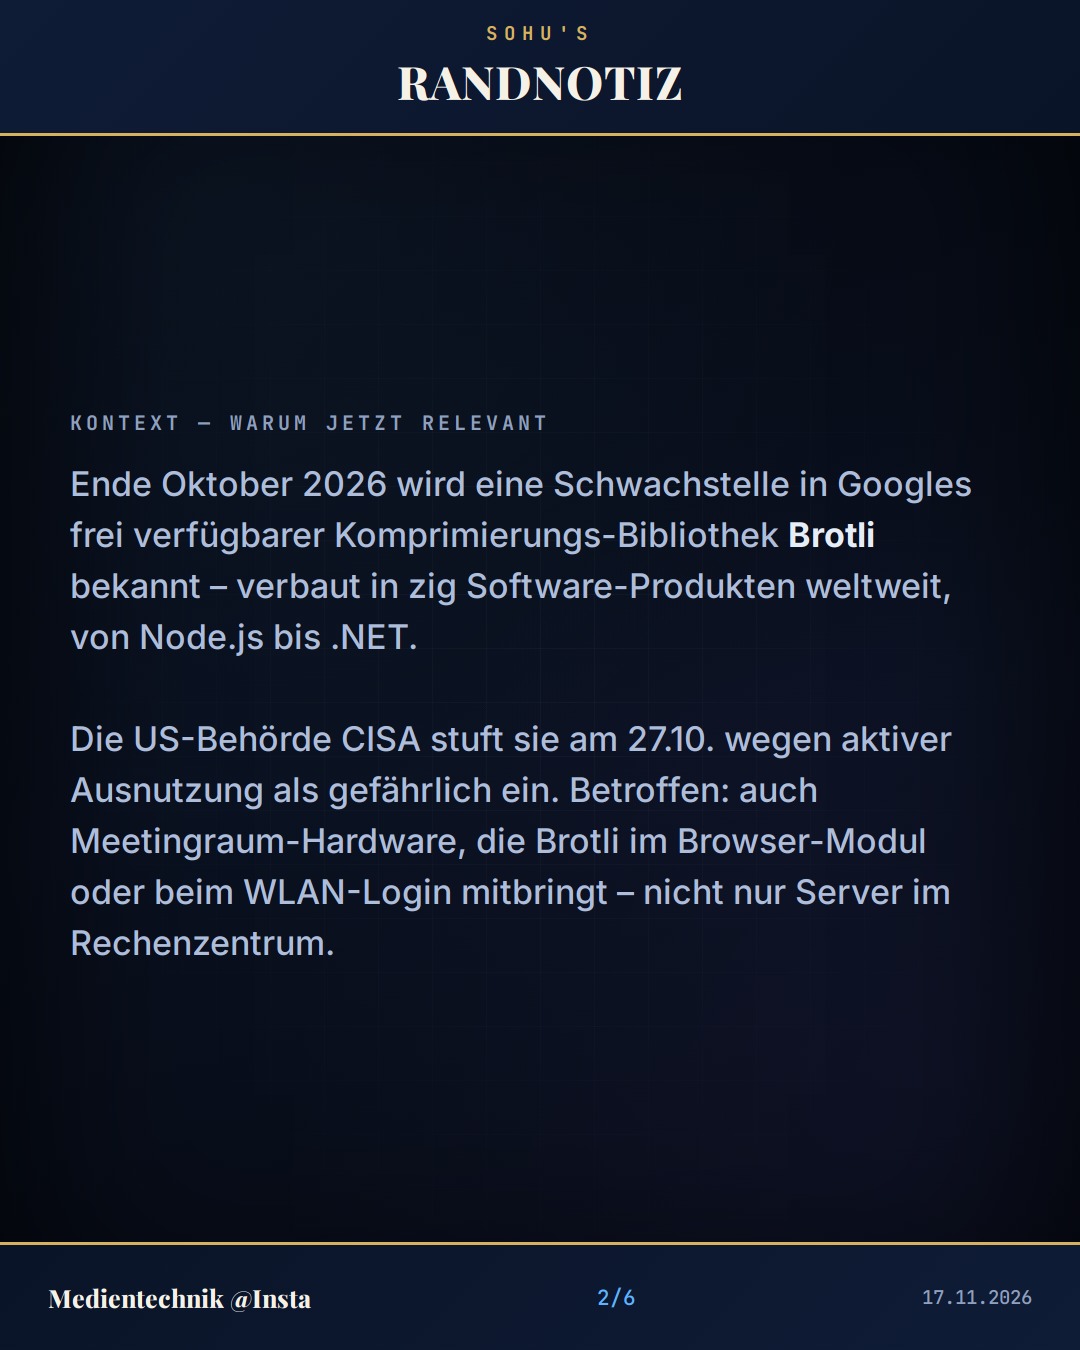 SOHU'S
RANDNOTIZ
KONTEXT – WARUM JETZT RELEVANT
Ende Oktober 2026 wird eine Schwachstelle in Googles
frei verfügbarer Komprimierungs-Bibliothek Brotli
bekannt – verbaut in zig Software-Produkten weltweit,
von Node.js bis .NET.
Die US-Behörde CISA stuft sie am 27.10. wegen aktiver
Ausnutzung als gefährlich ein. Betroffen: auch
Meetingraum-Hardware, die Brotli im Browser-Modul
oder beim WLAN-Login mitbringt – nicht nur Server im
Rechenzentrum.
Medientechnik @Insta
2/6
17.11.2026